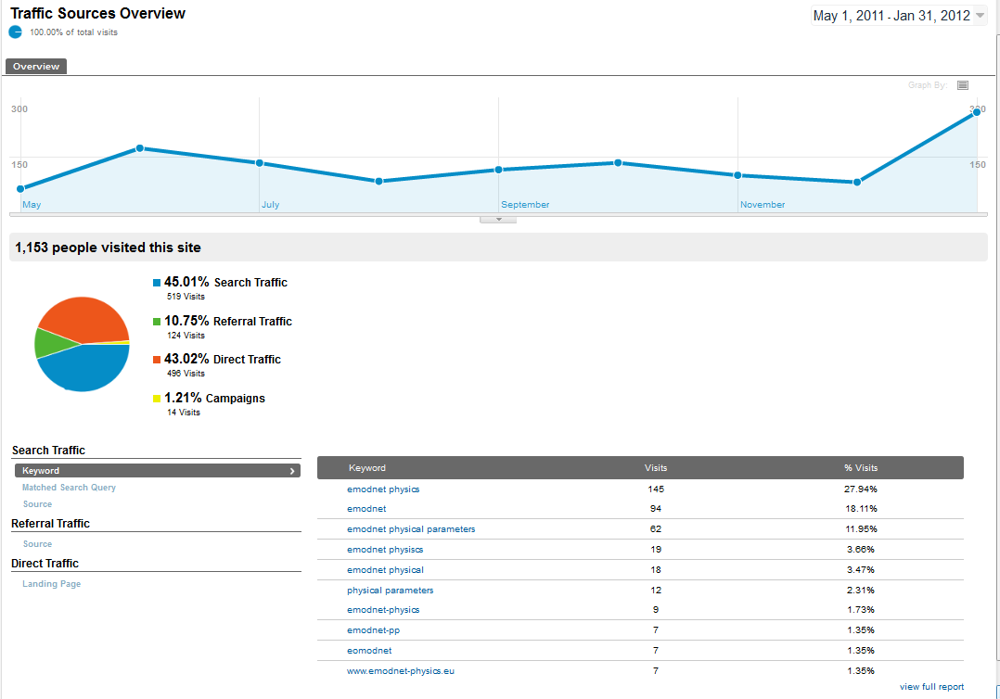 Traffic Sources Overview
May 1, 2011 - Jan 31, 2012
100.00% of total visits
Overview
Graph By:
300 300
150 150
May July September November
1,153 people visited this site
45.01% Search Traffic
519 Visits
10.75% Referral Traffic
124 Visits
43.02% Direct Traffic
496 Visits
1.21% Campaigns
14 Visits
Search Traffic
Keyword
Matched Search Query
Source
Referral Traffic
Source
Direct Traffic
Landing Page
Keyword Visits % Visits
emodnet physics 145 27.94%
emodnet 94 18.11%
emodnet physical parameters 62 11.95%
emodnet physiscs 19 3.66%
emodnet physical 18 3.47%
physical parameters 12 2.31%
emodnet-physics 9 1.73%
emodnet-pp 7 1.35%
eomodnet 7 1.35%
www.emodnet-physics.eu 7 1.35%
view full report